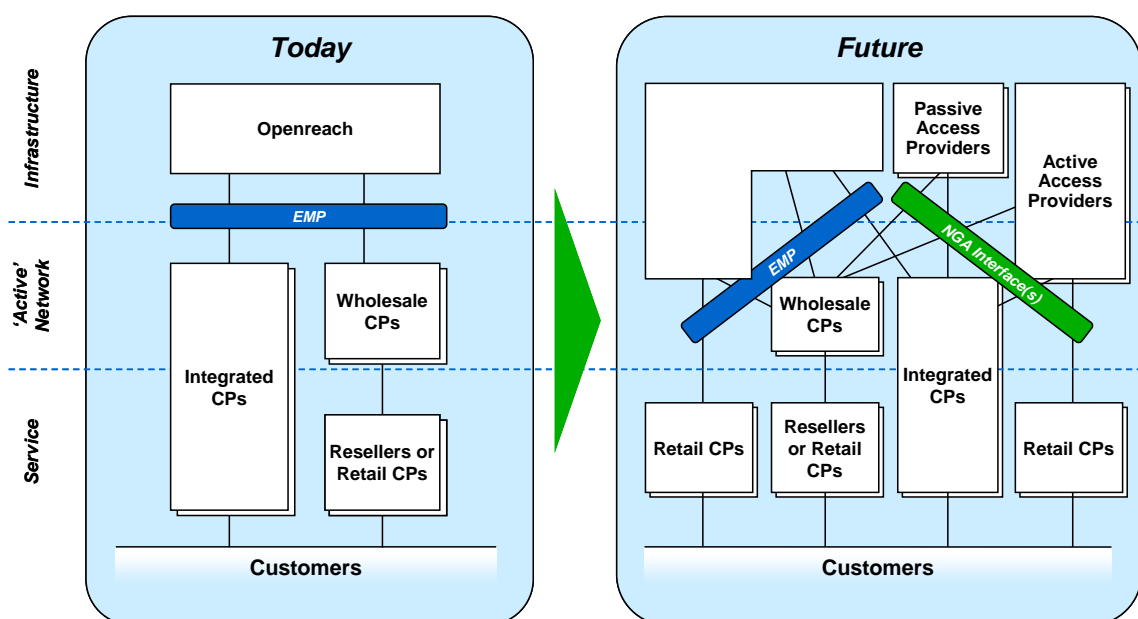 Today
Future
Infrastructure
'Active'
Network
Service
Openreach
EMP
Integrated
CPs
Wholesale
CPs
Resellers or
Retail CPs
Customers
Passive
Access
Providers
Active
Access
Providers
EMP
NGA Interface(s)
Wholesale
CPs
Integrated
CPs
Retail CPs
Resellers
or Retail
CPs
Retail CPs
Customers